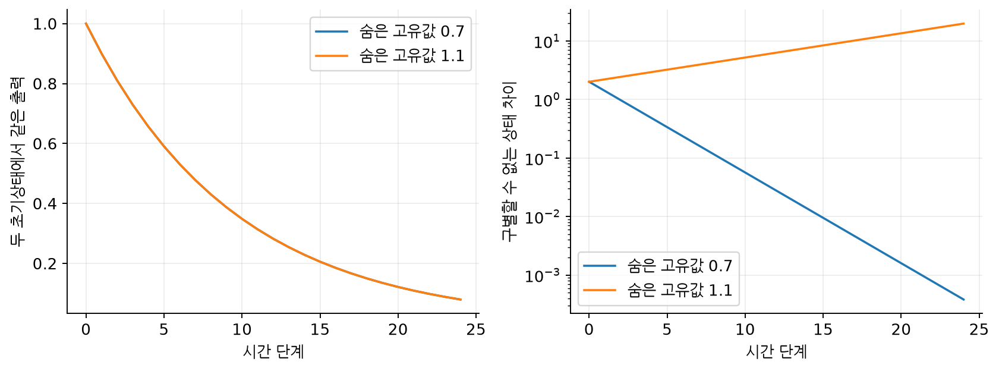 두 초기상태에서 같은 출력
1.0
0.8
0.6
0.4
0.2
숨은 고유값 0.7
숨은 고유값 1.1
0 5 10 15 20 25
시간 단계
구별할 수 없는 상태 차이
10¹
10⁰
10⁻¹
10⁻²
10⁻³
숨은 고유값 0.7
숨은 고유값 1.1
0 5 10 15 20 25
시간 단계